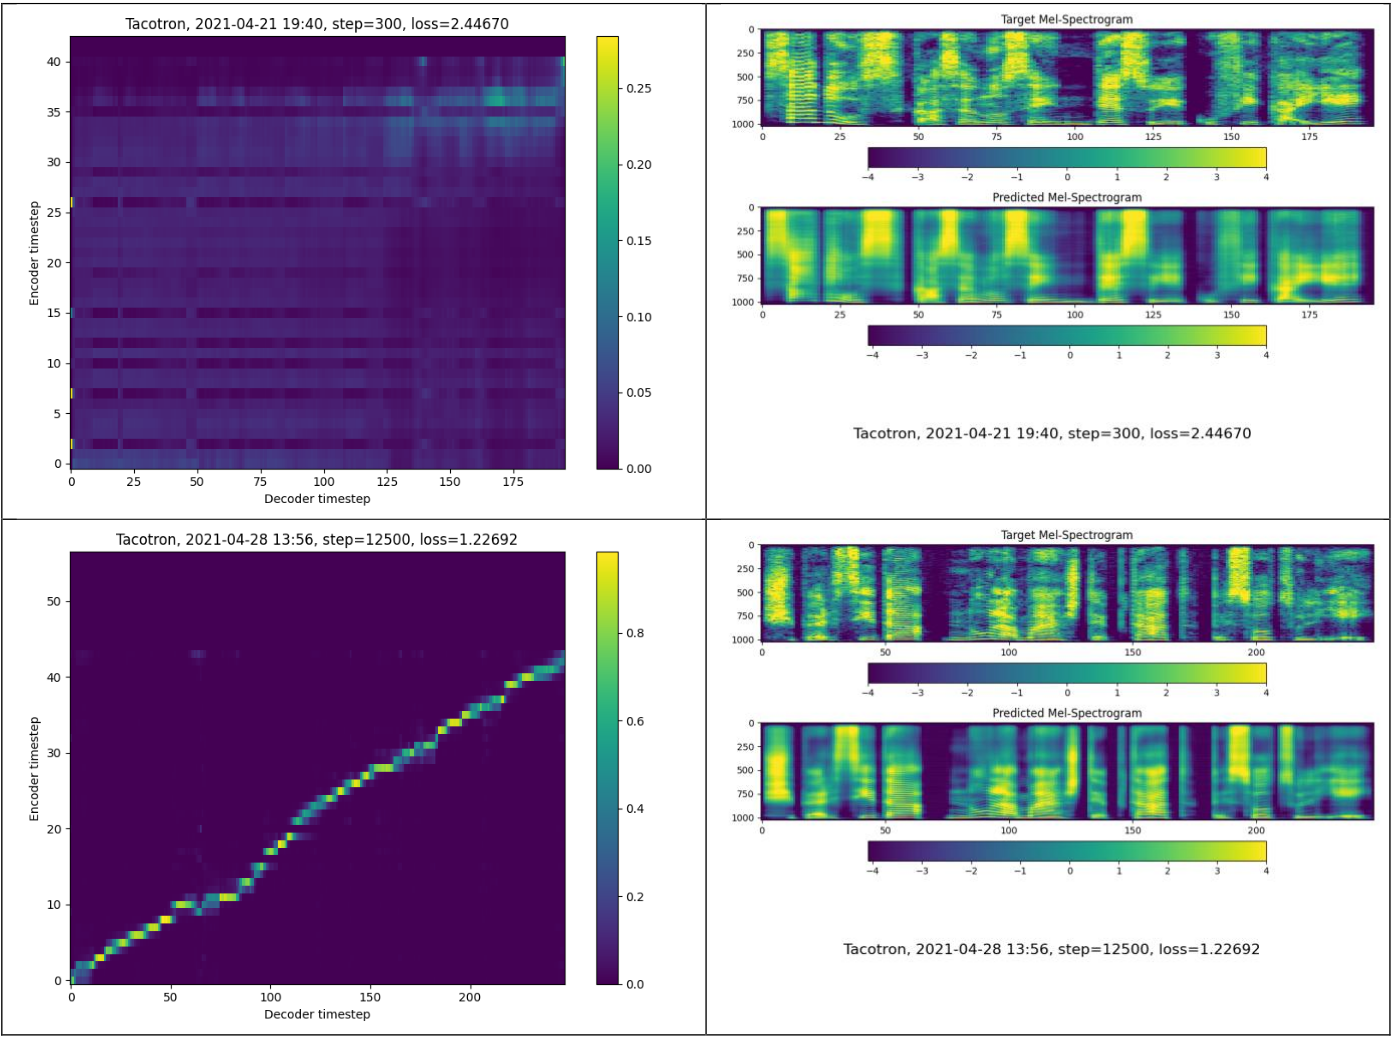 Tacotron, 2021-04-21 19:40, step=300, loss=2.44670
40
35
30
25
20
15
10
5
0
Encoder timestep
0 25 50 75 100 125 150 175
Decoder timestep
0.25
0.20
0.15
0.10
0.05
0.00
Target Mel-Spectrogram
0
250
500
750
1000
0 25 50 75 100 125 150 175
−4 −3 −2 −1 0 1 2 3 4
Predicted Mel-Spectrogram
0
250
500
750
1000
0 25 50 75 100 125 150 175
−4 −3 −2 −1 0 1 2 3 4
Tacotron, 2021-04-21 19:40, step=300, loss=2.44670
Tacotron, 2021-04-28 13:56, step=12500, loss=1.22692
50
40
30
20
10
0
Encoder timestep
0 50 100 150 200
Decoder timestep
0.8
0.6
0.4
0.2
0.0
Target Mel-Spectrogram
0
250
500
750
1000
0 50 100 150 200
−4 −3 −2 −1 0 1 2 3 4
Predicted Mel-Spectrogram
0
250
500
750
1000
0 50 100 150 200
−4 −3 −2 −1 0 1 2 3 4
Tacotron, 2021-04-28 13:56, step=12500, loss=1.22692